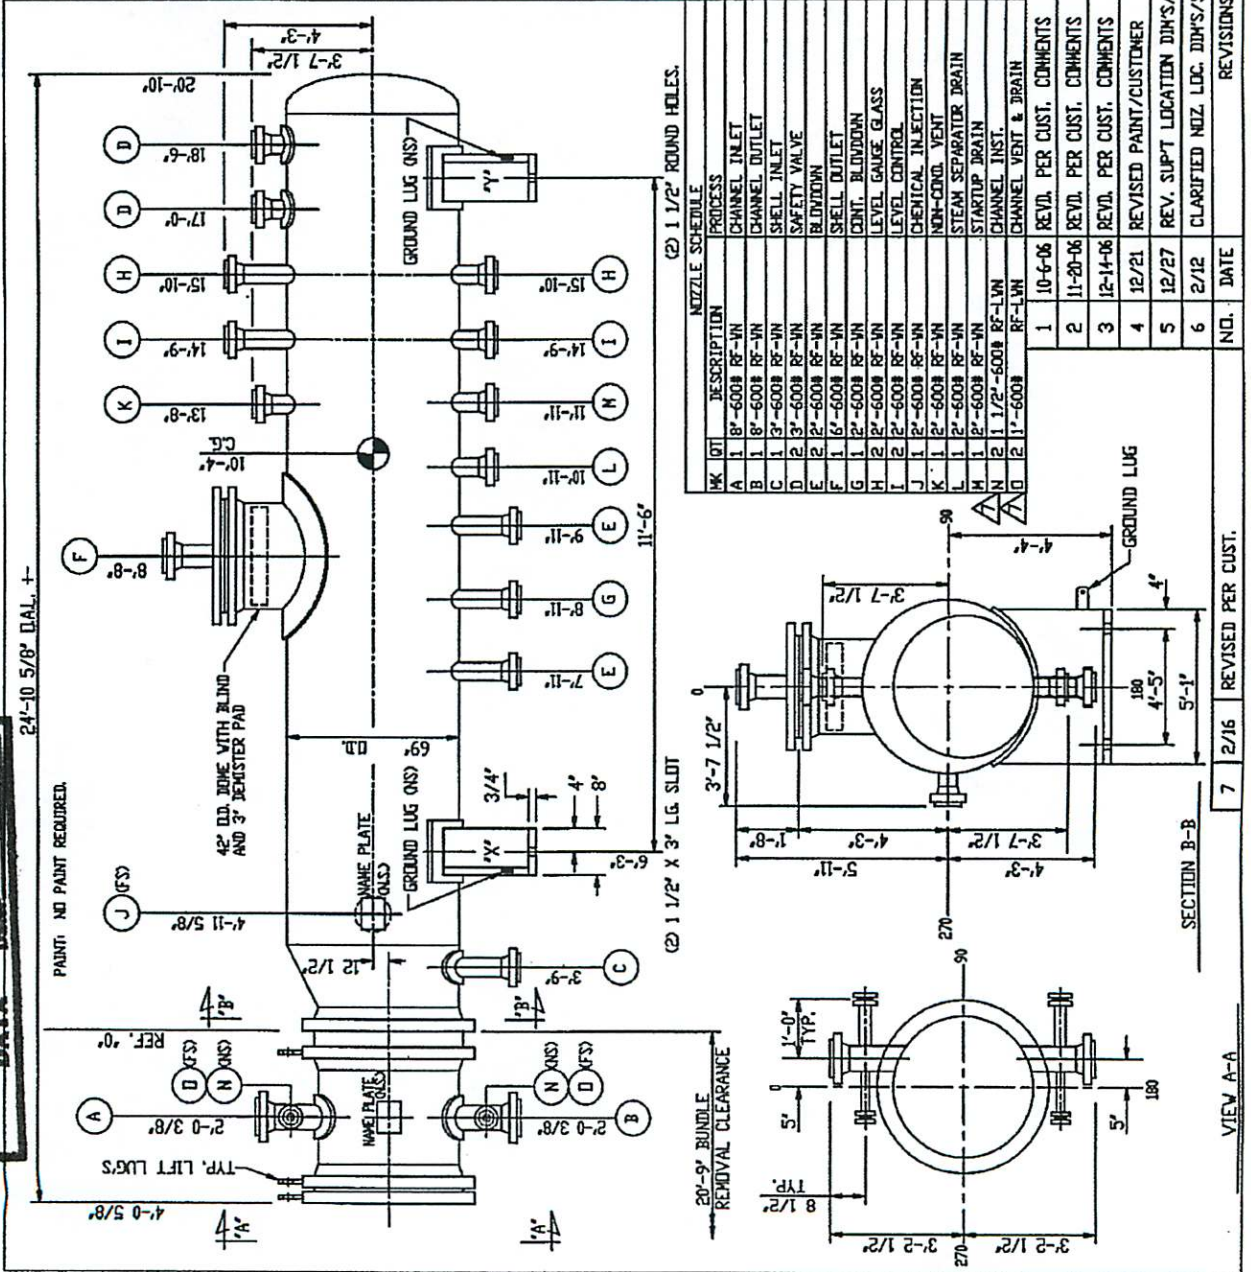 24'-10 5/8" O.A.L. +-
PAINT: NO PAINT REQUIRED.
42" O.D. DOME WITH BLIND
AND 3" DEMISTER PAD
F
8'-8"
10'-4"
C.G.
K
13'-8"
I
14'-9"
H
15'-10"
D
17'-0"
D
18'-6"
20'-10"
3'-7 1/2"
4'-3"
J
(FS)
4'-11 5/8"
NAME PLATE
(N.S.)
12 1/2"
69"
O.D.
REF. "0"
"B"
"B"
"A"
"A"
4'-0 5/8"
TYP. LIFT LUG'S
A
2'-0 3/8"
O
(FS)
N
(NS)
NAME PLATE
(N.S.)
N
(NS)
O
(FS)
B
2'-0 3/8"
C
3'-9"
GROUND LUG (NS)
"X"
3/4"
4"
8"
6'-3"
E
7'-11"
G
8'-11"
E
9'-11"
L
10'-11"
M
11'-11"
I
14'-9"
H
15'-10"
GROUND LUG (NS)
"Y"
11'-6"
20'-9" BUNDLE
REMOVAL CLEARANCE
(2) 1 1/2" X 3" LG. SLOT
(2) 1 1/2" ROUND HOLES.
NOZZLE SCHEDULE
MK QT DESCRIPTION PROCESS
A 1 8"-600# RF-WN CHANNEL INLET
B 1 8"-600# RF-WN CHANNEL OUTLET
C 1 3"-600# RF-WN SHELL INLET
D 2 3"-600# RF-WN SAFETY VALVE
E 2 2"-600# RF-WN BLOWDOWN
F 1 6"-600# RF-WN SHELL OUTLET
G 1 2"-600# RF-WN CONT. BLOWDOWN
H 2 2"-600# RF-WN LEVEL GAUGE GLASS
I 2 2"-600# RF-WN LEVEL CONTROL
J 1 2"-600# RF-WN CHEMICAL INJECTION
K 1 2"-600# RF-WN NON-COND. VENT
L 1 2"-600# RF-WN STEAM SEPARATOR DRAIN
M 1 2"-600# RF-WN STARTUP DRAIN
N 2 1 1/2"-600# RF-LWN CHANNEL INST.
O 2 1"-600# RF-LWN CHANNEL VENT & DRAIN
1 10-6-06 REVD. PER CUST. COMMENTS
2 11-20-06 REVD. PER CUST. COMMENTS
3 12-14-06 REVD. PER CUST. COMMENTS
4 12/21 REVISED PAINT/CUSTOMER
5 12/27 REV. SUP'T LOCATION DIM'S/
6 2/12 CLARIFIED NOZ. LOC. DIM'S/
NO. DATE REVISIONS
7 2/16 REVISED PER CUST.
0
3'-7 1/2"
3'-7 1/2"
90
4'-4"
GROUND LUG
4"
180
4'-5"
5'-1"
1'-8"
4'-3"
5'-11"
3'-7 1/2"
4'-3"
270
SECTION B-B
90
1'-0"
TYP.
0
5"
180
5"
8 1/2"
TYP.
3'-2 1/2"
3'-2 1/2"
270
VIEW A-A